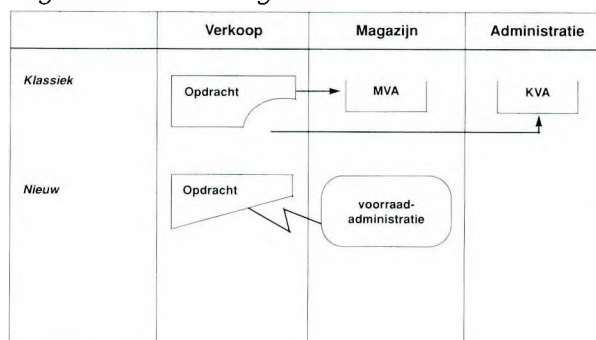 Verkoop Magazijn Administratie
Klassiek Opdracht MVA KVA
Nieuw Opdracht voorraad-
administratie